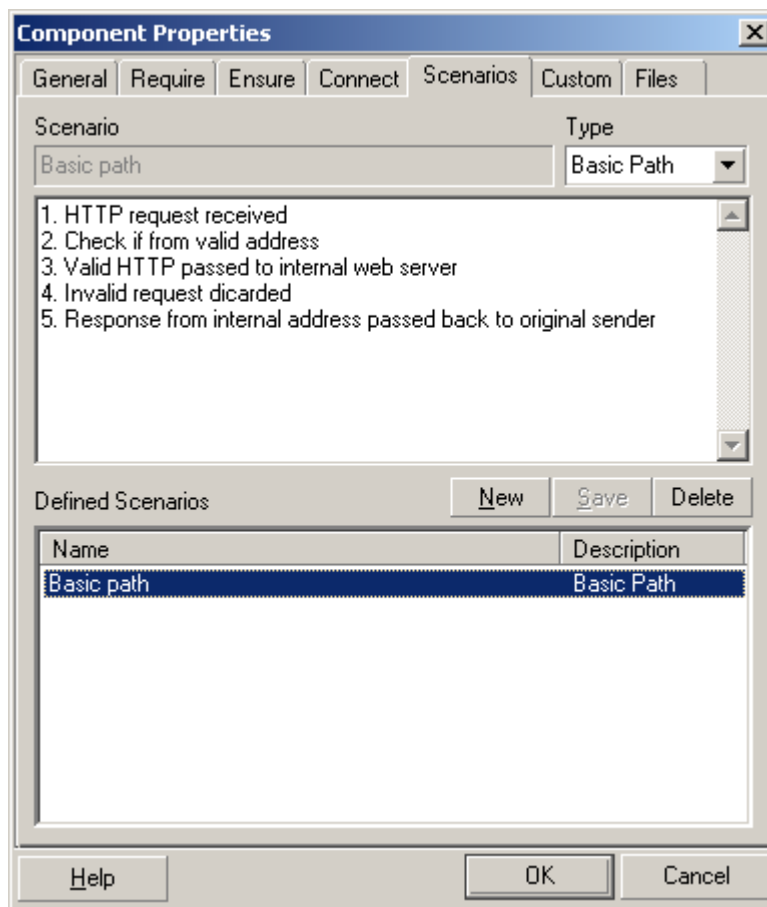 Component Properties
General Require Ensure Connect Scenarios Custom Files
Scenario Type
Basic path Basic Path
1. HTTP request received
2. Check if from valid address
3. Valid HTTP passed to internal web server
4. Invalid request dicarded
5. Response from internal address passed back to original sender
Defined Scenarios New Save Delete
Name Description
Basic path Basic Path
Help OK Cancel